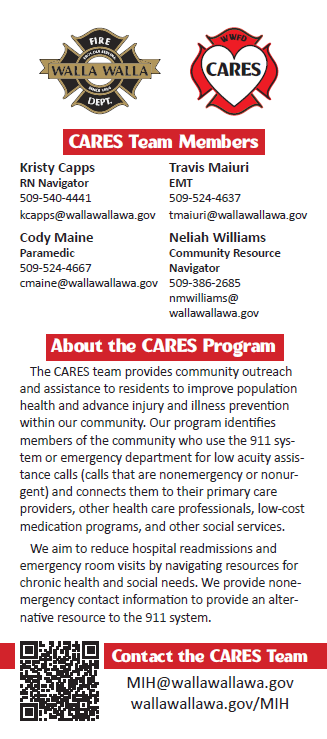 FIRE
WALLA WALLA
SINCE 1859
DEPT.
WWFD
CARES
CARES Team Members
Kristy Capps
RN Navigator
509-540-4441
kcapps@wallawallawa.gov
Travis Maiuri
EMT
509-524-4637
tmaiuri@wallawallawa.gov
Cody Maine
Paramedic
509-524-4667
cmaine@wallawallawa.gov
Neliah Williams
Community Resource
Navigator
509-386-2685
nmwilliams@
wallawallawa.gov
About the CARES Program
The CARES team provides community outreach
and assistance to residents to improve population
health and advance injury and illness prevention
within our community. Our program identifies
members of the community who use the 911 sys-
tem or emergency department for low acuity assis-
tance calls (calls that are nonemergency or nonur-
gent) and connects them to their primary care
providers, other health care professionals, low-cost
medication programs, and other social services.
We aim to reduce hospital readmissions and
emergency room visits by navigating resources for
chronic health and social needs. We provide none-
mergency contact information to provide an alter-
native resource to the 911 system.
Contact the CARES Team
MIH@wallawallawa.gov
wallawallawa.gov/MIH